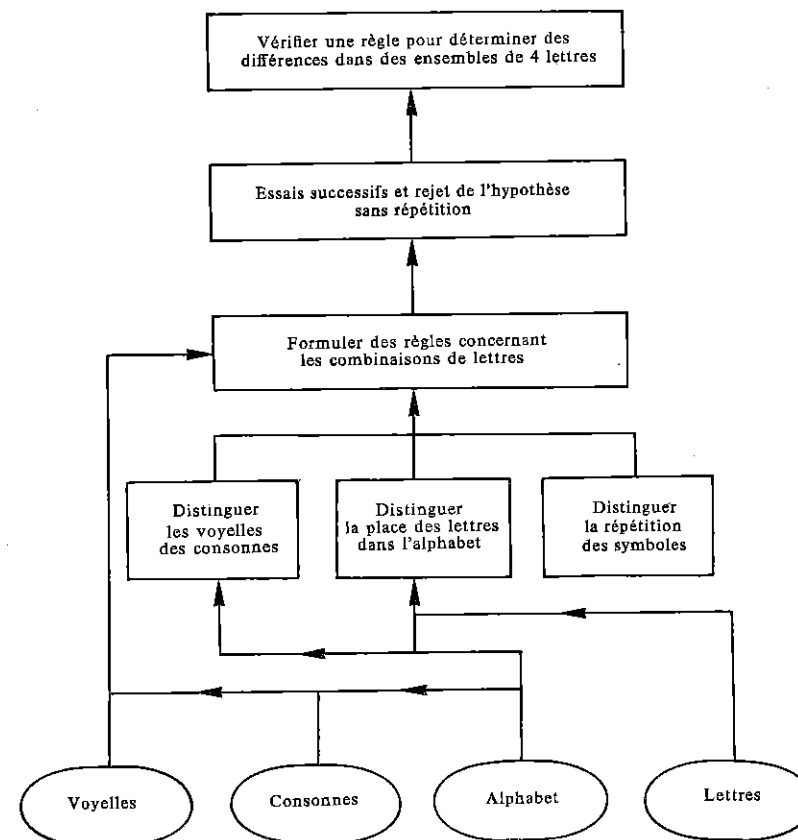 Vérifier une règle pour déterminer des
différences dans des ensembles de 4 lettres
Essais successifs et rejet de l'hypothèse
sans répétition
Formuler des règles concernant
les combinaisons de lettres
Distinguer
les voyelles
des consonnes
Distinguer
la place des lettres
dans l'alphabet
Distinguer
la répétition
des symboles
Voyelles
Consonnes
Alphabet
Lettres